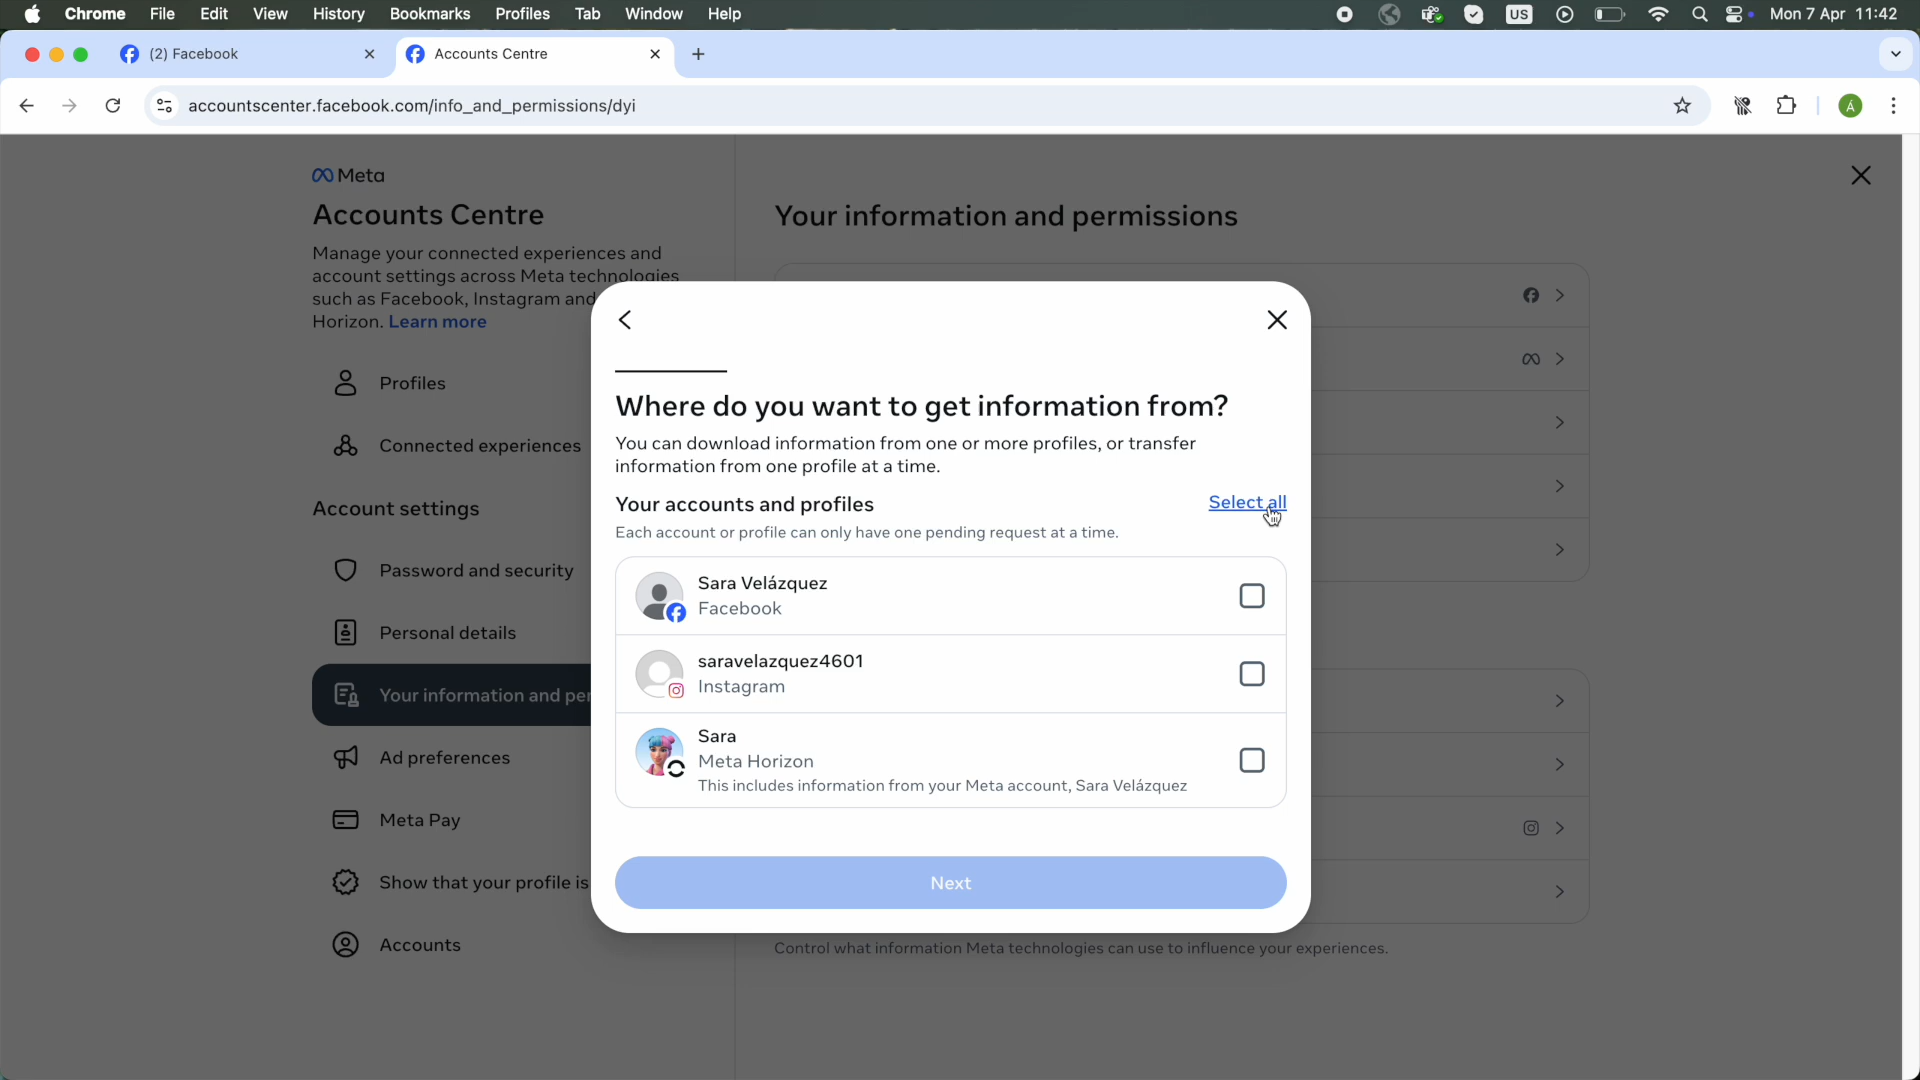 Chrome File Edit View History Bookmarks Profiles Tab Window Help US Mon 7 Apr 11:42
(2) Facebook Accounts Centre
accountscenter.facebook.com/info_and_permissions/dyi Á
Meta
Accounts Centre
Manage your connected experiences and
account settings across Meta technologies
such as Facebook, Instagram and
Horizon. Learn more
Profiles
Connected experiences
Account settings
Password and security
Personal details
Your information and per
Ad preferences
Meta Pay
Show that your profile is
Accounts
Your information and permissions
Where do you want to get information from?
You can download information from one or more profiles, or transfer
information from one profile at a time.
Your accounts and profiles Select all
Each account or profile can only have one pending request at a time.
Sara Velázquez
Facebook
saravelazquez4601
Instagram
Sara
Meta Horizon
This includes information from your Meta account, Sara Velázquez
Next
Control what information Meta technologies can use to influence your experiences.